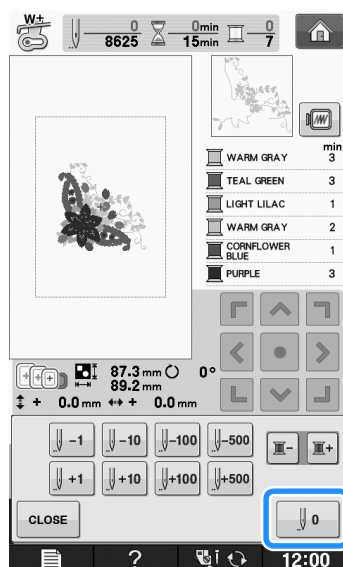 W+ 0 0min 0
8625 15min 7
min
WARM GRAY 3
TEAL GREEN 3
LIGHT LILAC 1
WARM GRAY 2
CORNFLOWER
BLUE 1
PURPLE 3
87.3 mm 0°
89.2 mm
+ 0.0 mm + 0.0 mm
-1 -10 -100 -500 - +
+1 +10 +100 +500
CLOSE 0
? 12:00